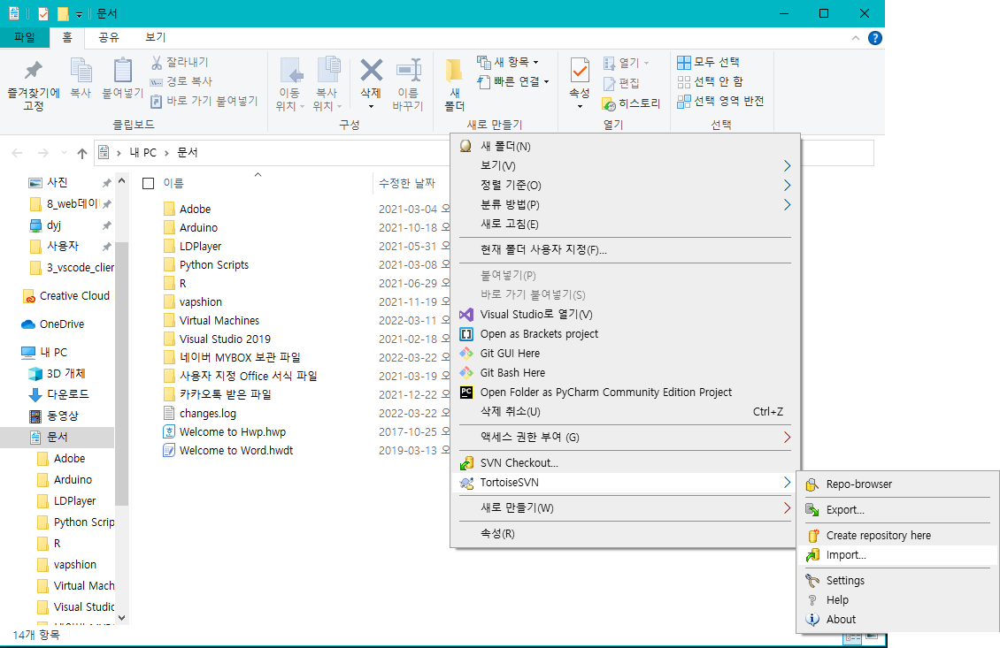 문서
파일 홈 공유 보기
즐겨찾기에 고정
복사
붙여넣기
잘라내기
경로 복사
바로 가기 붙여넣기
클립보드
이동 위치
복사 위치
삭제
이름 바꾸기
구성
새 폴더
새 항목
빠른 연결
새로 만들기
속성
열기
편집
히스토리
열기
모두 선택
선택 안 함
선택 영역 반전
선택
내 PC > 문서
사진
8_web데이
dyj
사용자
3_vscode_clier
Creative Cloud
OneDrive
내 PC
3D 개체
다운로드
동영상
문서
Adobe
Arduino
LDPlayer
Python Scrip
R
vapshion
Virtual Mach
Visual Studic
이름 수정한 날짜
Adobe 2021-03-04 오
Arduino 2021-10-18 오
LDPlayer 2021-05-31 오
Python Scripts 2021-03-08 오
R 2021-06-29 오
vapshion 2021-11-19 오
Virtual Machines 2022-03-11 오
Visual Studio 2019 2021-02-18 오
네이버 MYBOX 보관 파일 2022-03-22 오
사용자 지정 Office 서식 파일 2021-03-19 오
카카오톡 받은 파일 2021-12-22 오
changes.log 2022-03-22 오
Welcome to Hwp.hwp 2017-10-25 오
Welcome to Word.hwdt 2019-03-13 오
새 폴더(N)
보기(V)
정렬 기준(O)
분류 방법(P)
새로 고침(E)
현재 폴더 사용자 지정(F)...
붙여넣기(P)
바로 가기 붙여넣기(S)
Visual Studio로 열기(V)
Open as Brackets project
Git GUI Here
Git Bash Here
Open Folder as PyCharm Community Edition Project
삭제 취소(U) Ctrl+Z
액세스 권한 부여 (G)
SVN Checkout...
TortoiseSVN
새로 만들기(W)
속성(R)
Repo-browser
Export...
Create repository here
Import...
Settings
Help
About
14개 항목